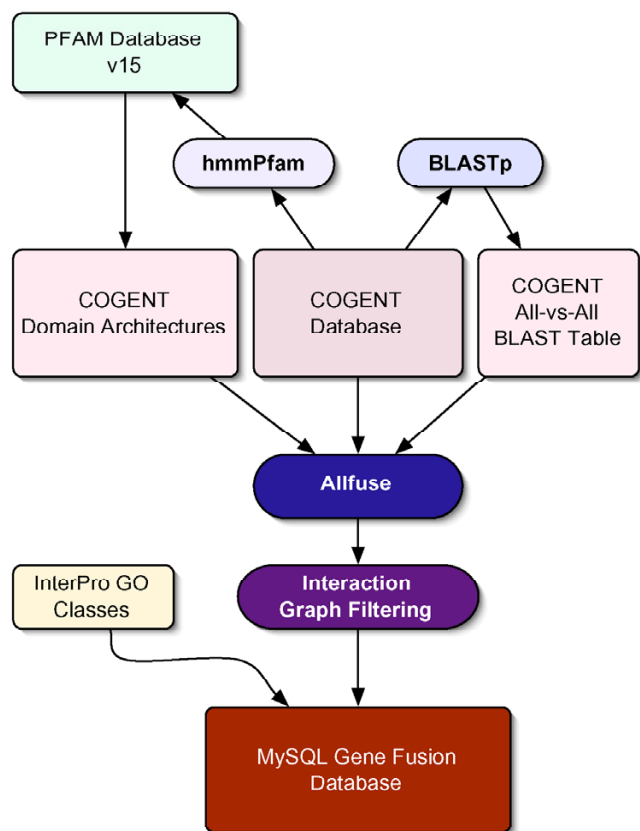 PFAM Database
v15
hmmPfam
BLASTp
COGENT
Domain Architectures
COGENT
Database
COGENT
All-vs-All
BLAST Table
Allfuse
InterPro GO
Classes
Interaction
Graph Filtering
MySQL Gene Fusion
Database